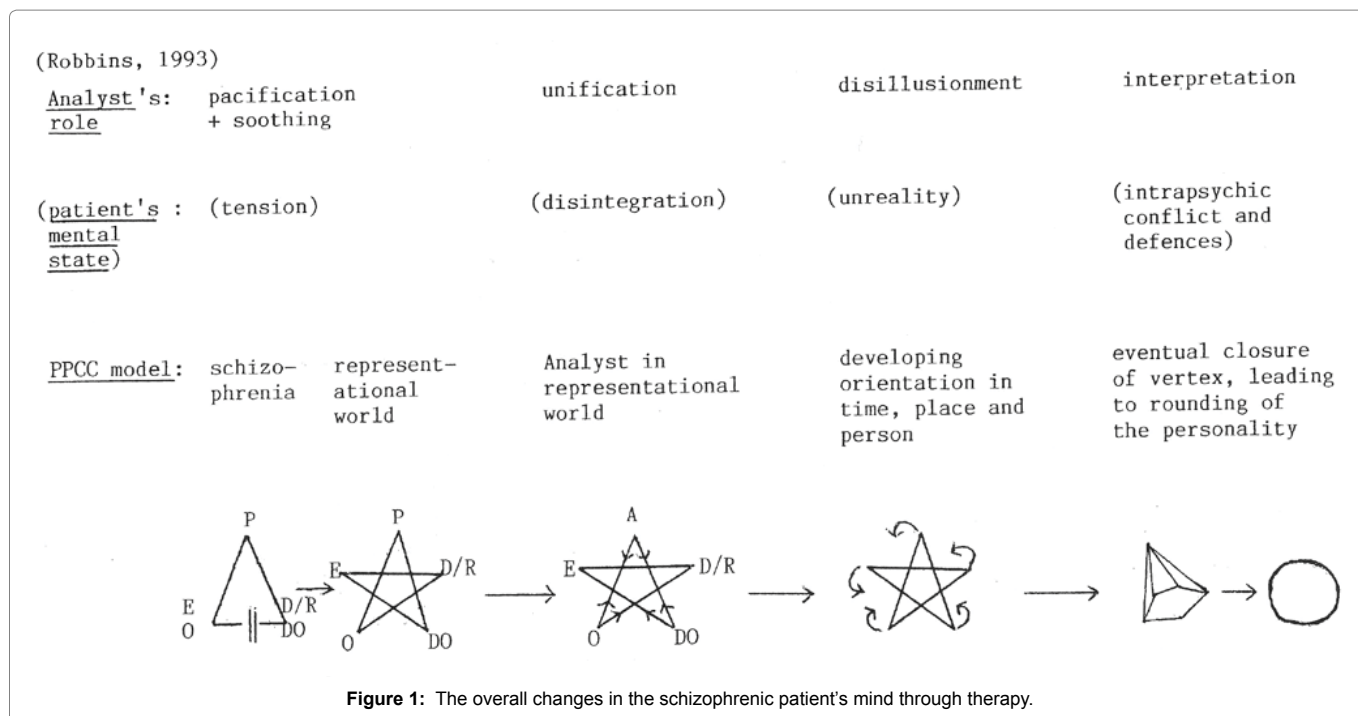 (Robbins, 1993)
Analyst's: pacification unification disillusionment interpretation
role + soothing
(patient's : (tension) (disintegration) (unreality) (intrapsychic
mental conflict and
state) defences)
PPCC model: schizo- represent- Analyst in developing eventual closure
phrenia ational representational orientation in of vertex, leading
world world time, place and to rounding of
person the personality
P P A
E D/R E D/R
E D/R
O DO O DO O DO
Figure 1: The overall changes in the schizophrenic patient's mind through therapy.